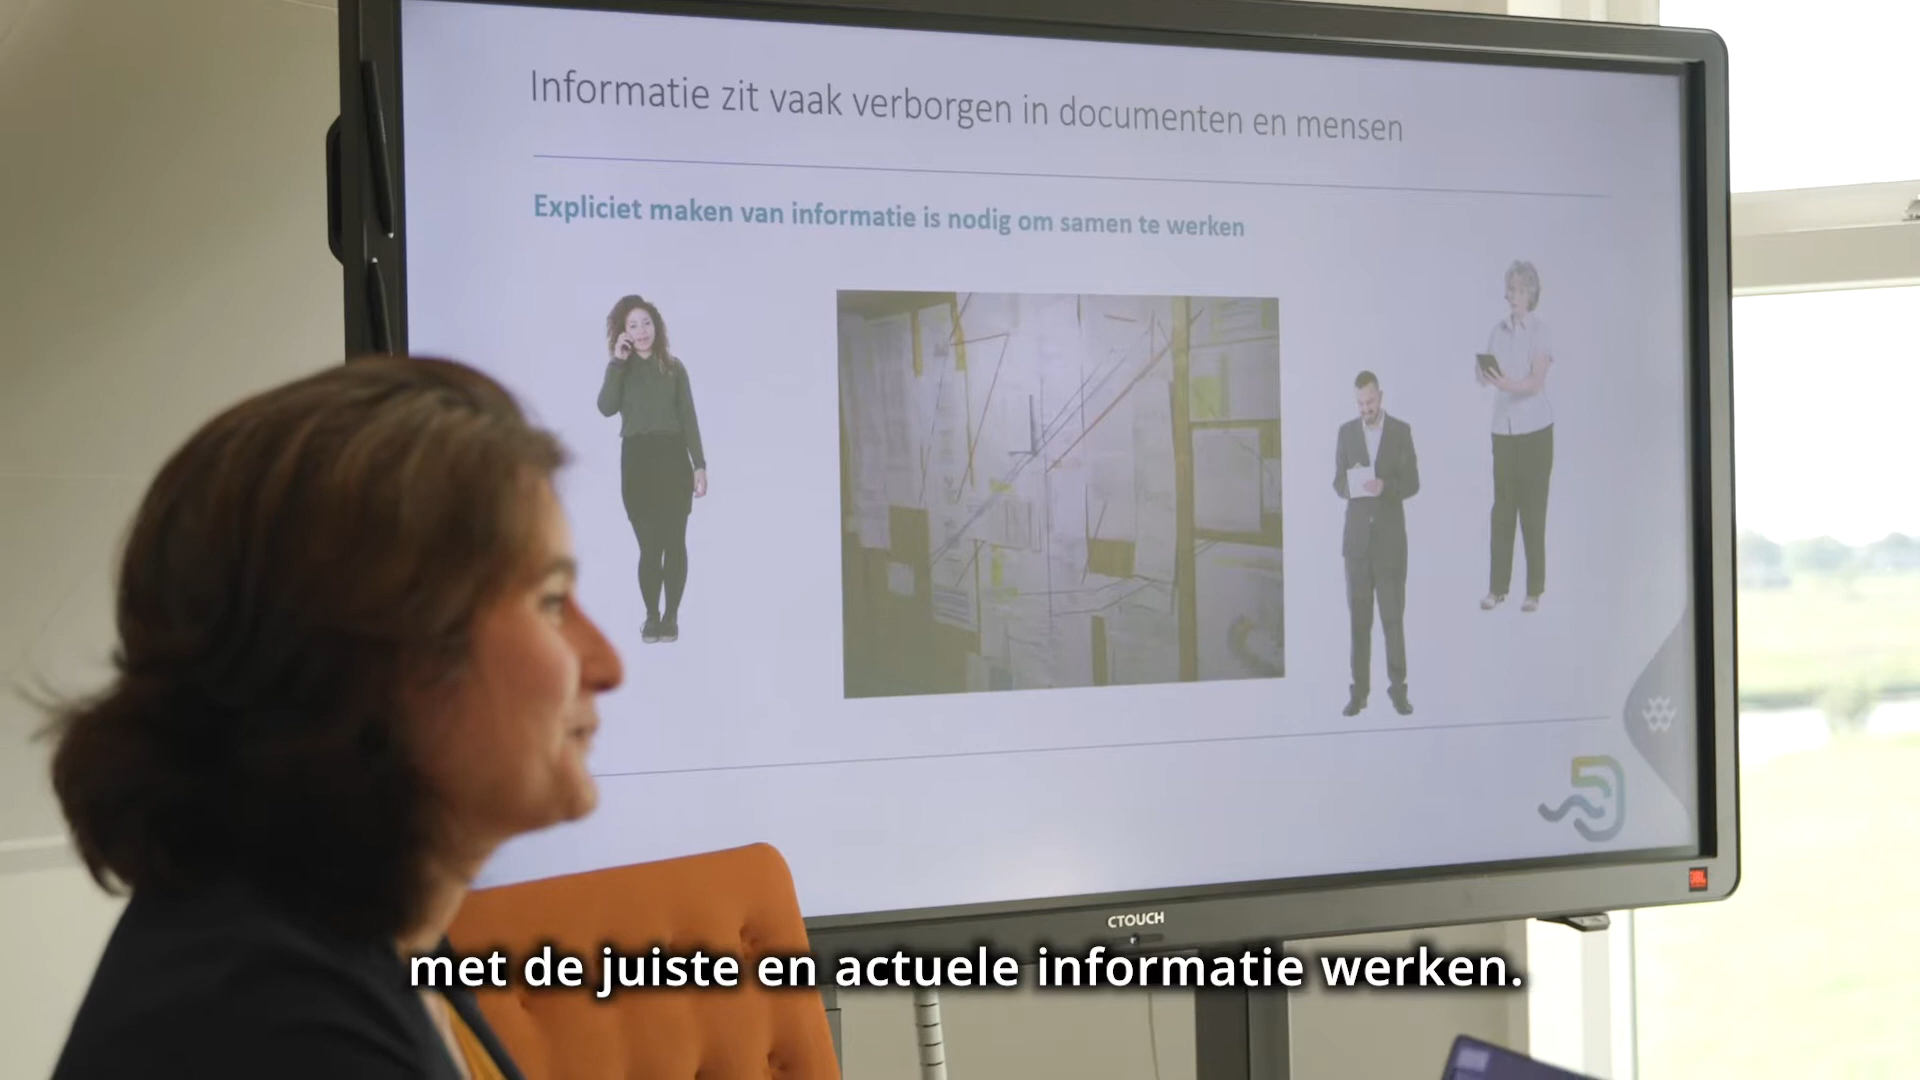 Informatie zit vaak verborgen in documenten en mensen
Expliciet maken van informatie is nodig om samen te werken
JBL
CTOUCH
met de juiste en actuele informatie werken.